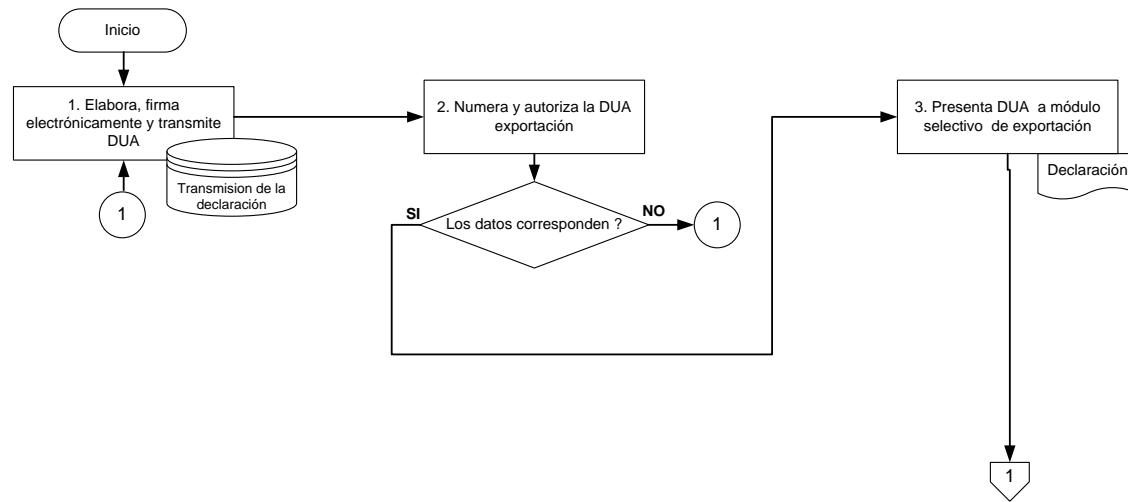 Inicio
1. Elabora, firma
electrónicamente y transmite
DUA
Transmision de la
declaración
1
2. Numera y autoriza la DUA
exportación
SI
Los datos corresponden ?
NO
1
3. Presenta DUA a módulo
selectivo de exportación
Declaración
1